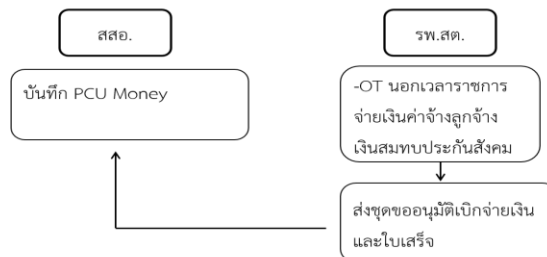 สสอ.
รพ.สต.
บันทึก PCU Money
-OT นอกเวลาราชการ
จ่ายเงินค่าจ้างลูกจ้าง
เงินสมทบประกันสังคม
ส่งชุดขออนุมัติเบิกจ่ายเงิน
และใบเสร็จ